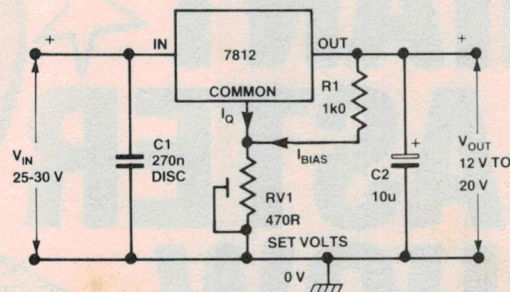 +
IN
7812
OUT
+
COMMON
R1
1k0
IQ
IBIAS
VIN
25-30 V
C1
270n
DISC
RV1
470R
+
C2
10u
VOUT
12 V TO
20 V
SET VOLTS
0 V